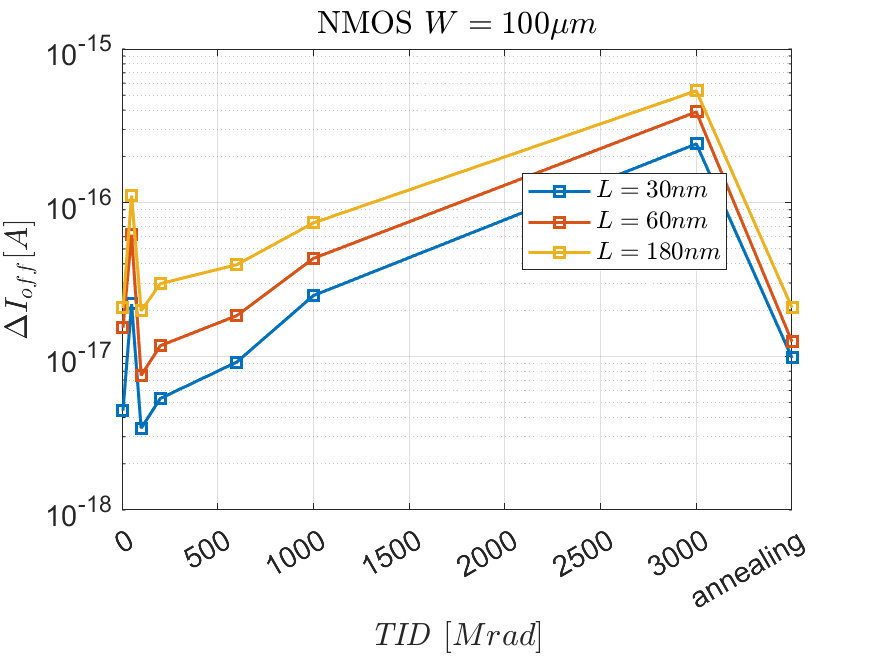 NMOS W = 100μm
10^-15
10^-16
10^-17
10^-18
ΔI_off [A]
L = 30nm
L = 60nm
L = 180nm
0
500
1000
1500
2000
2500
3000
annealing
TID [Mrad]